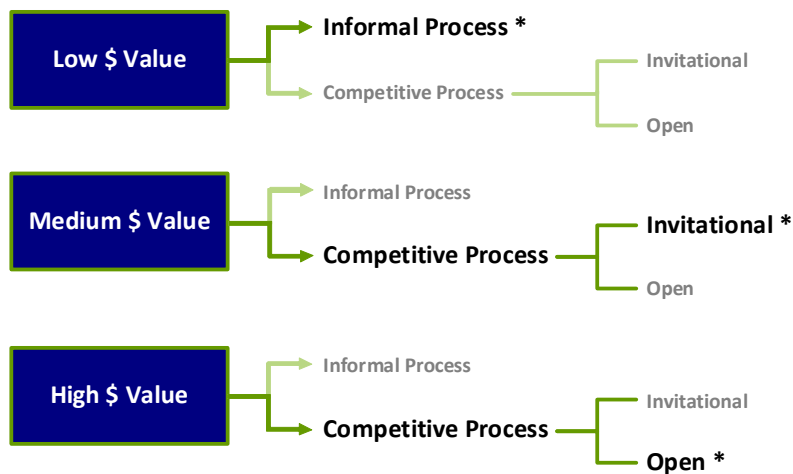 Low $ Value
Informal Process *
Competitive Process
Invitational
Open
Medium $ Value
Informal Process
Competitive Process
Invitational *
Open
High $ Value
Informal Process
Competitive Process
Invitational
Open *